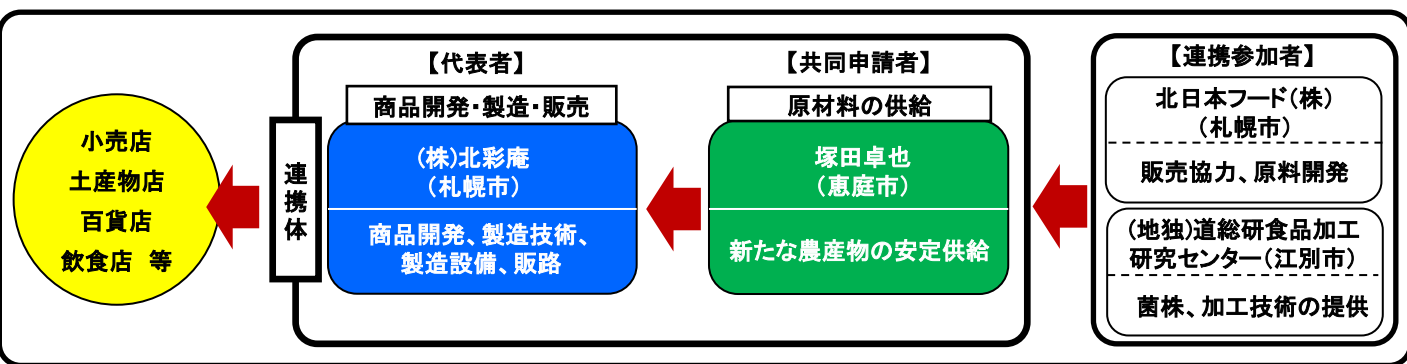 小売店
土産物店
百貨店
飲食店 等
連携体
【代表者】
商品開発・製造・販売
(株)北彩庵
(札幌市)
商品開発、製造技術、
製造設備、販路
【共同申請者】
原材料の供給
塚田卓也
(恵庭市)
新たな農産物の安定供給
【連携参加者】
北日本フード(株)
(札幌市)
販売協力、原料開発
(地独)道総研食品加工
研究センター(江別市)
菌株、加工技術の提供